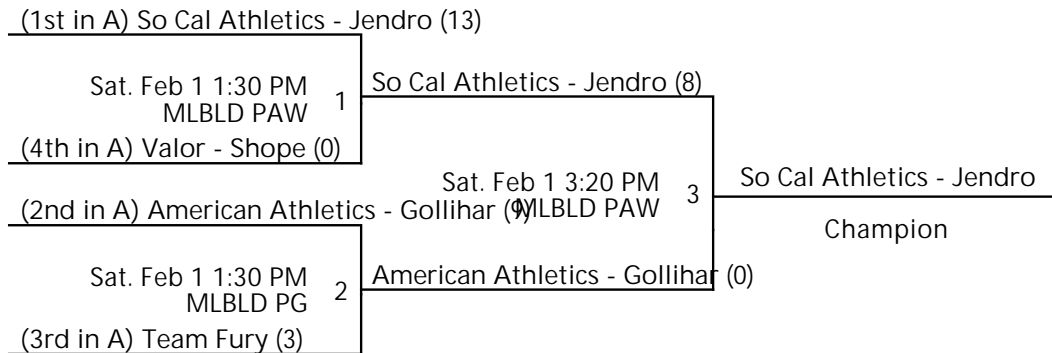 (1st in A) So Cal Athletics - Jendro (13)
Sat. Feb 1 1:30 PM
MLBLD PAW
1
So Cal Athletics - Jendro (8)
(4th in A) Valor - Shope (0)
Sat. Feb 1 3:20 PM
MLBLD PAW
3
So Cal Athletics - Jendro
Champion
(2nd in A) American Athletics - Gollihar (9)
Sat. Feb 1 1:30 PM
MLBLD PG
2
American Athletics - Gollihar (0)
(3rd in A) Team Fury (3)